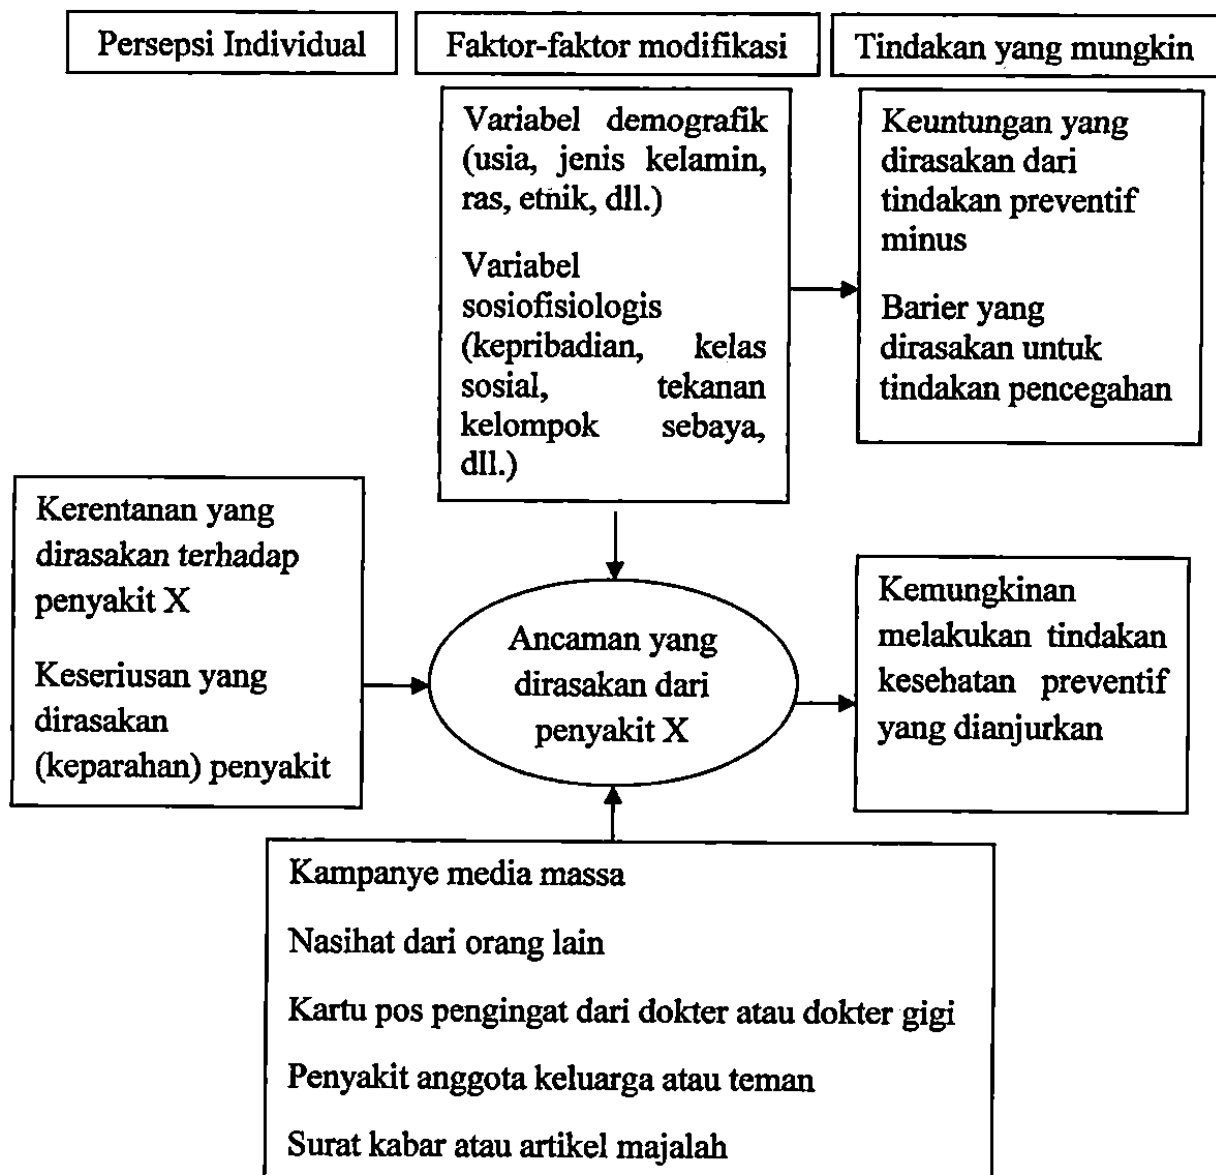 Persepsi Individual
Faktor-faktor modifikasi
Tindakan yang mungkin
Variabel demografik
(usia, jenis kelamin,
ras, etnik, dll.)
Variabel
sosiofisiologis
(kepribadian, kelas
sosial, tekanan
kelompok sebaya,
dll.)
Keuntungan yang
dirasakan dari
tindakan preventif
minus
Barier yang
dirasakan untuk
tindakan pencegahan
Kerentanan yang
dirasakan terhadap
penyakit X
Keseriusan yang
dirasakan
(keparahan) penyakit
Ancaman yang
dirasakan dari
penyakit X
Kemungkinan
melakukan tindakan
kesehatan preventif
yang dianjurkan
Kampanye media massa
Nasihat dari orang lain
Kartu pos pengingat dari dokter atau dokter gigi
Penyakit anggota keluarga atau teman
Surat kabar atau artikel majalah